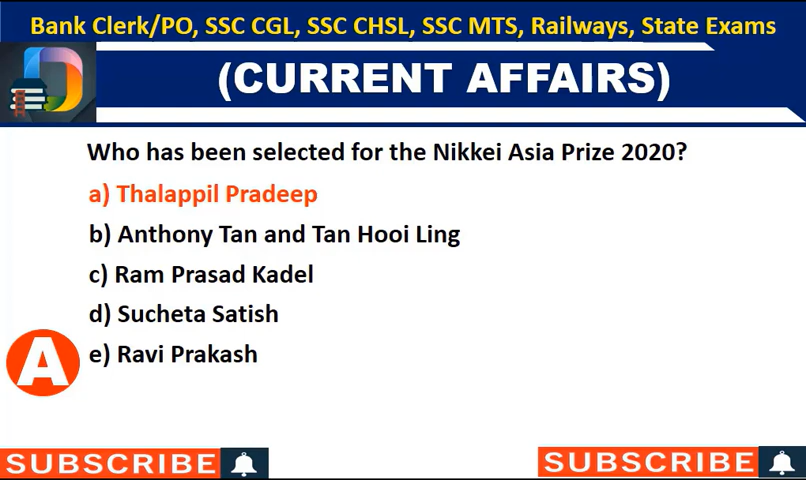 Bank Clerk/PO, SSC CGL, SSC CHSL, SSC MTS, Railways, State Exams
(CURRENT AFFAIRS)
Who has been selected for the Nikkei Asia Prize 2020?
a) Thalappil Pradeep
b) Anthony Tan and Tan Hooi Ling
c) Ram Prasad Kadel
d) Sucheta Satish
e) Ravi Prakash
A
SUBSCRIBE
SUBSCRIBE